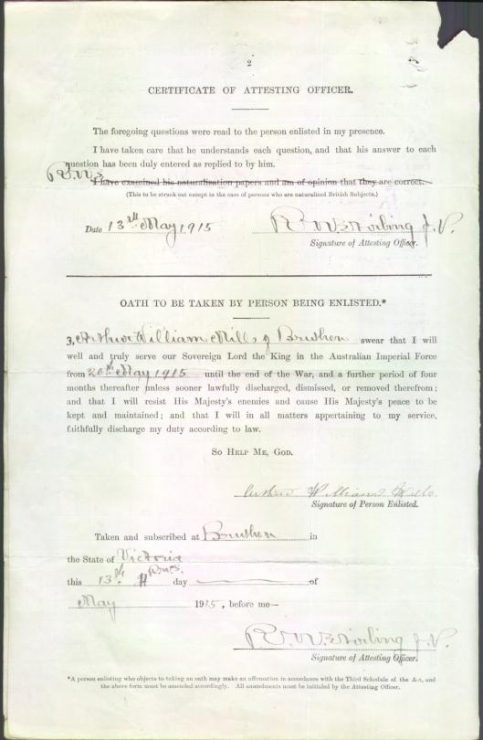 2
CERTIFICATE OF ATTESTING OFFICER.
The foregoing questions were read to the person enlisted in my presence.
I have taken care that he understands each question, and that his answer to each
question has been duly entered as replied to by him.
I have examined his naturalisation papers and am of opinion that they are correct.
(This to be struck out except in the case of persons who are naturalized British Subjects.)
Date 13th May 1915
Signature of Attesting Officer.
OATH TO BE TAKEN BY PERSON BEING ENLISTED.*
Arthur William Mills of Bruthen swear that I will
well and truly serve our Sovereign Lord the King in the Australian Imperial Force
from 20th May 1915 until the end of the War, and a further period of four
months thereafter unless sooner lawfully discharged, dismissed, or removed therefrom;
and that I will resist His Majesty's enemies and cause His Majesty's peace to be
kept and maintained; and that I will in all matters appertaining to my service,
faithfully discharge my duty according to law.
SO HELP ME, GOD.
Arthur William Mills
Signature of Person Enlisted.
Taken and subscribed at Bruthen in
the State of Victoria
this 13th day of
May 1915, before me—
Signature of Attesting Officer.
*A person enlisting who objects to taking an oath may make an affirmation in accordance with the Third Schedule of the Act, and
the above form must be amended accordingly. All amendments must be initialed by the Attesting Officer.